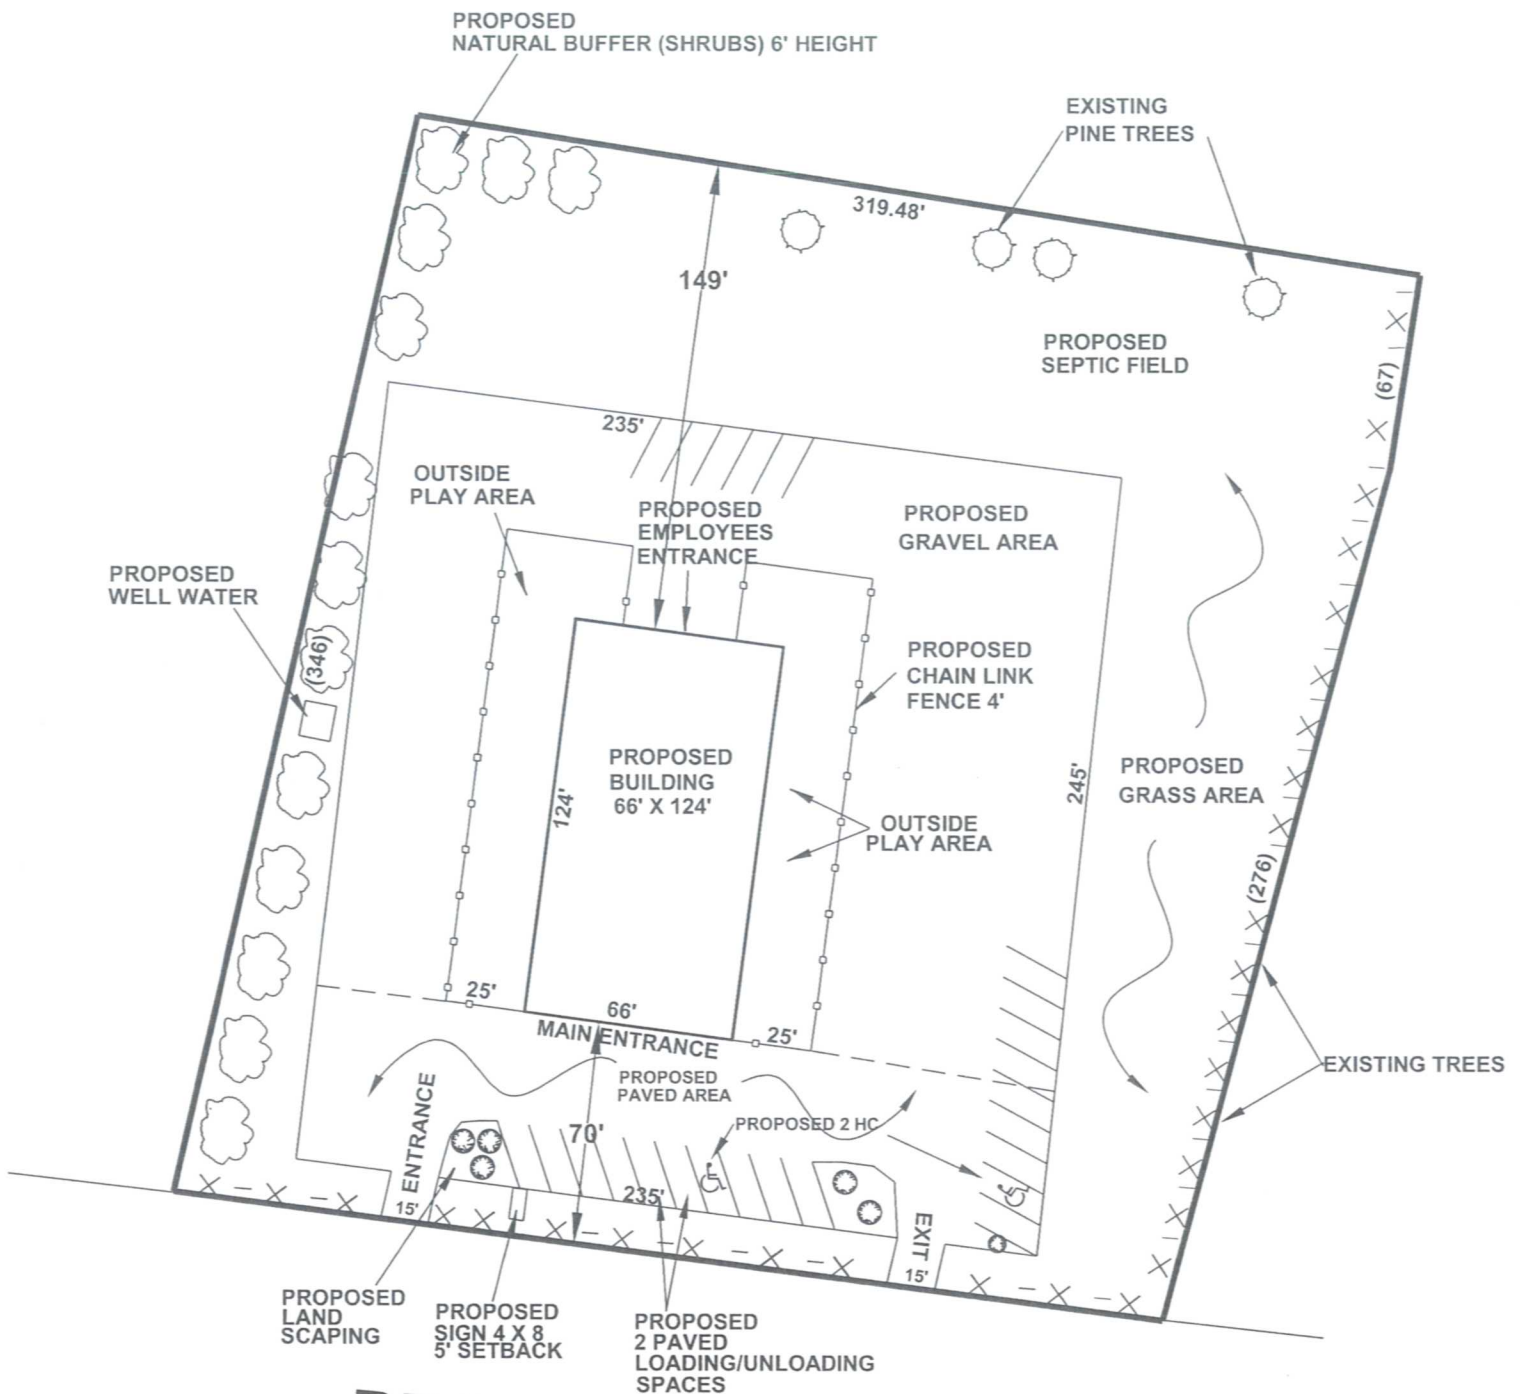 PROPOSED
NATURAL BUFFER (SHRUBS) 6' HEIGHT
EXISTING
PINE TREES
319.48'
149'
PROPOSED
SEPTIC FIELD
(67)
235'
OUTSIDE
PLAY AREA
PROPOSED
EMPLOYEES
ENTRANCE
PROPOSED
GRAVEL AREA
PROPOSED
WELL WATER
(346)
PROPOSED
CHAIN LINK
FENCE 4'
PROPOSED
BUILDING
66' X 124'
124'
245'
PROPOSED
GRASS AREA
OUTSIDE
PLAY AREA
(276)
25'
66'
MAIN ENTRANCE
25'
EXISTING TREES
PROPOSED
PAVED AREA
ENTRANCE
PROPOSED 2 HC
70'
235'
15'
EXIT
15'
PROPOSED
LAND
SCAPING
PROPOSED
SIGN 4 X 8
5' SETBACK
PROPOSED
2 PAVED
LOADING/UNLOADING
SPACES